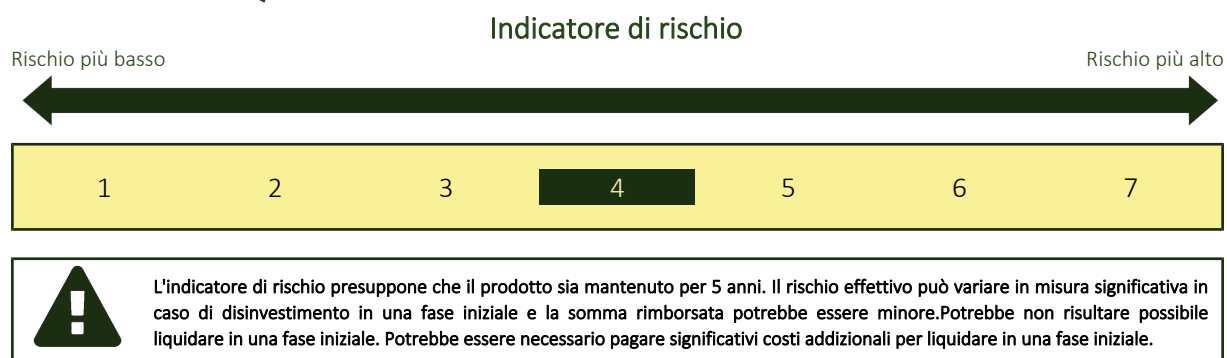 Indicatore di rischio
Rischio più basso
Rischio più alto
1 2 3 4 5 6 7
L'indicatore di rischio presuppone che il prodotto sia mantenuto per 5 anni. Il rischio effettivo può variare in misura significativa in
caso di disinvestimento in una fase iniziale e la somma rimborsata potrebbe essere minore.Potrebbe non risultare possibile
liquidare in una fase iniziale. Potrebbe essere necessario pagare significativi costi addizionali per liquidare in una fase iniziale.